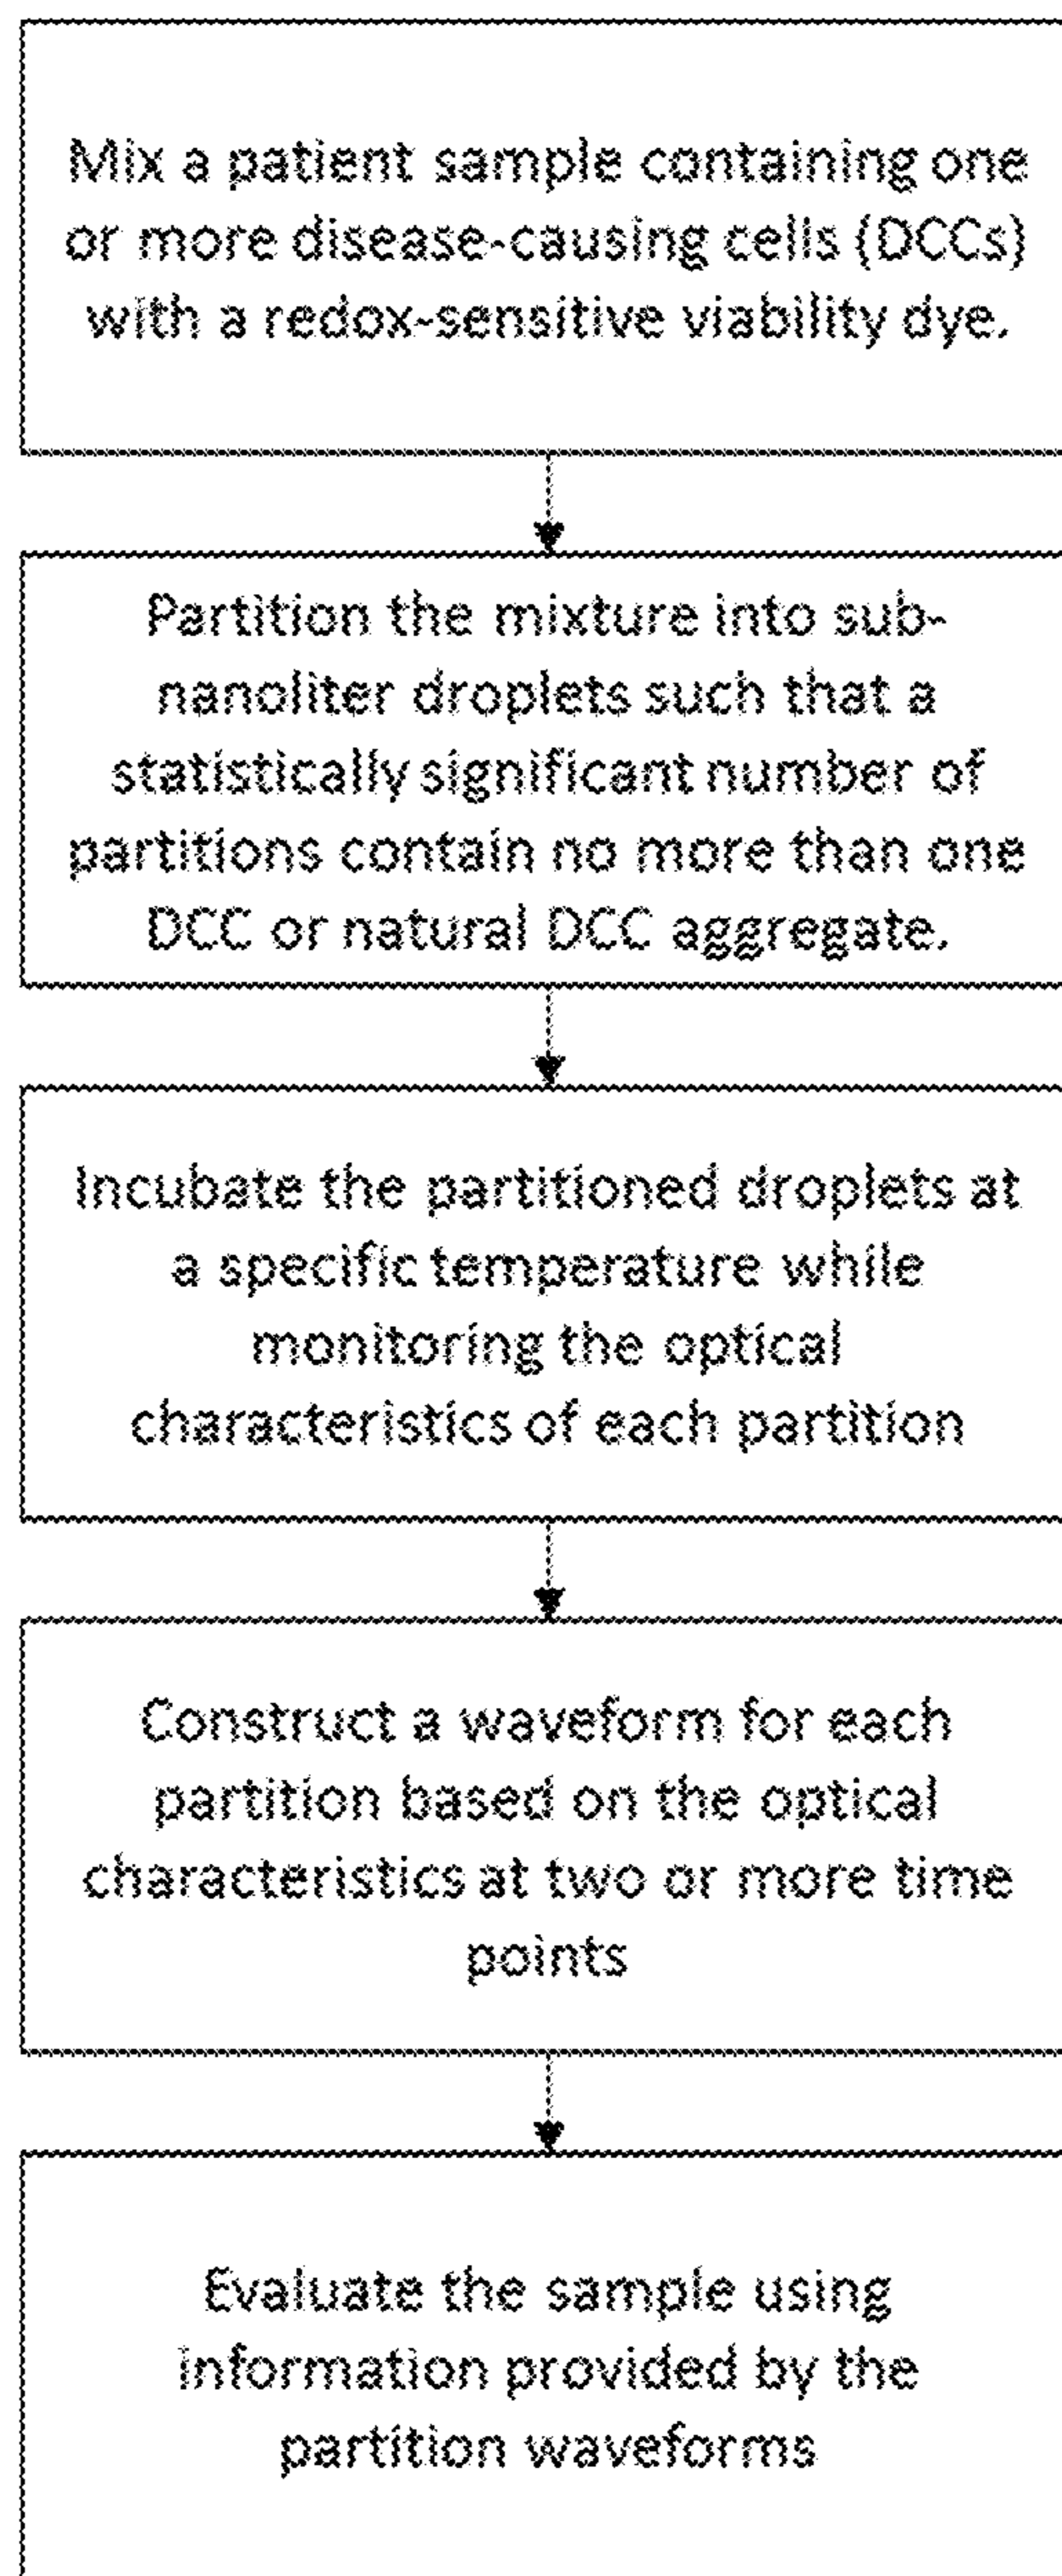 Mix a patient sample containing one
or more disease-causing cells (DCCs)
with a redox-sensitive viability dye.
Partition the mixture into sub-
nanoliter droplets such that a
statistically significant number of
partitions contain no more than one
DCC or natural DCC aggregate.
Incubate the partitioned droplets at
a specific temperature while
monitoring the optical
characteristics of each partition
Construct a waveform for each
partition based on the optical
characteristics at two or more time
points
Evaluate the sample using
information provided by the
partition waveforms